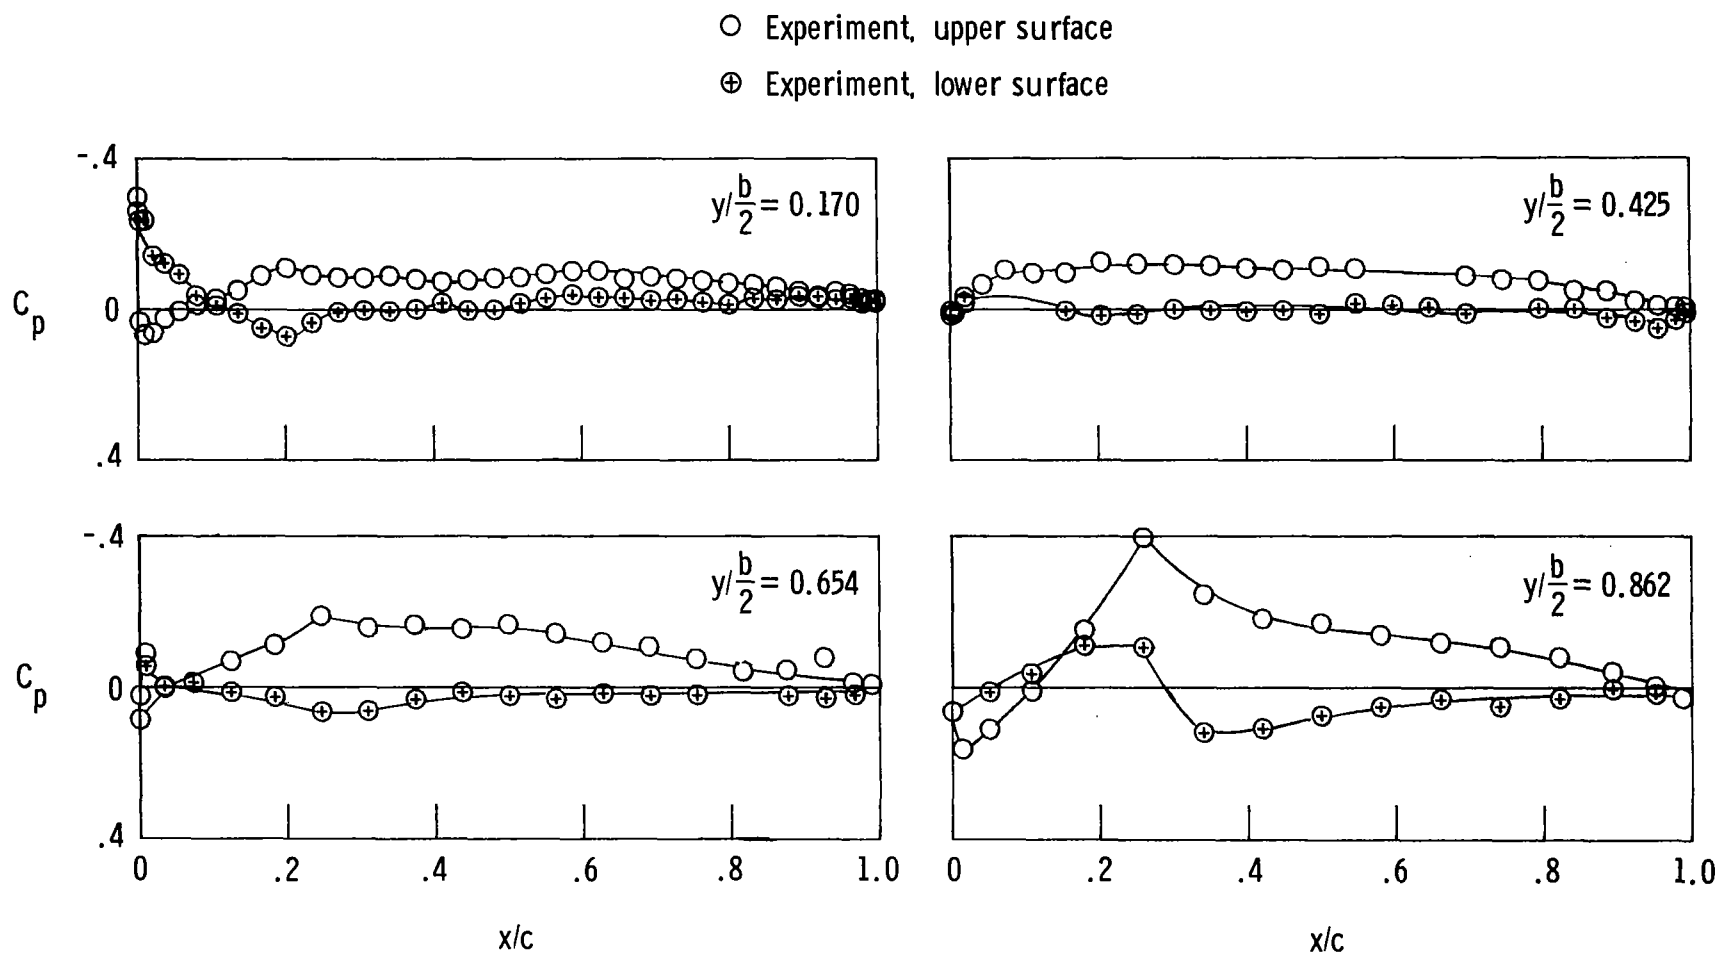 Experiment, upper surface
Experiment, lower surface
-.4
y/b/2 = 0.170
y/b/2 = 0.425
Cp
0
.4
-.4
y/b/2 = 0.654
y/b/2 = 0.862
Cp
0
.4
0 .2 .4 .6 .8 1.0
0 .2 .4 .6 .8 1.0
x/c
x/c